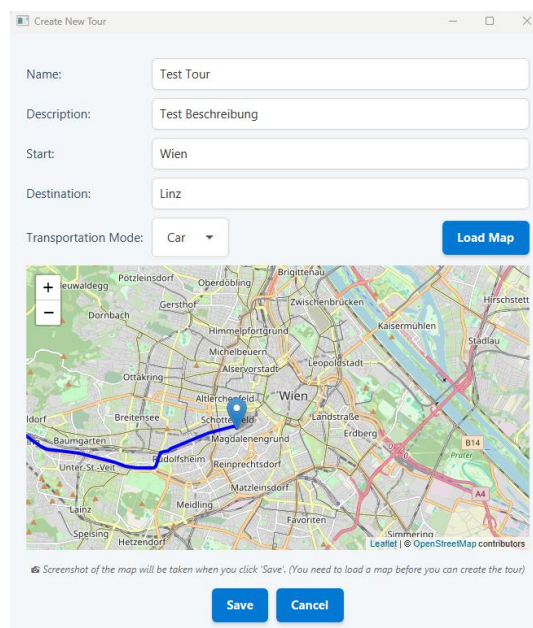 Create New Tour
Name:
Test Tour
Description:
Test Beschreibung
Start:
Wien
Destination:
Linz
Transportation Mode:
Car
Load Map
+
−
Pötzleinsdorf
Oberdöbling
Brigittenau
Zwischenbrücken
Hirschstett
Dornbach
Gersthof
Kaisermühlen
Himmelpfortgrund
Stadlau
Michelbeuern
Alservorstadt
Leopoldstadt
Ottakring
Wien
Breitensee
Landstraße
Erdberg
Baumgarten
Magdalenengrund
B14
Prater
Unter-St.-Veit
Reinprechtsdorf
Matzleinsdorf
A4
Lainz
Meidling
Favoriten
Speising
Hetzendorf
Simmering
Leaflet | © OpenStreetMap contributors
Screenshot of the map will be taken when you click 'Save'. (You need to load a map before you can create the tour)
Save
Cancel